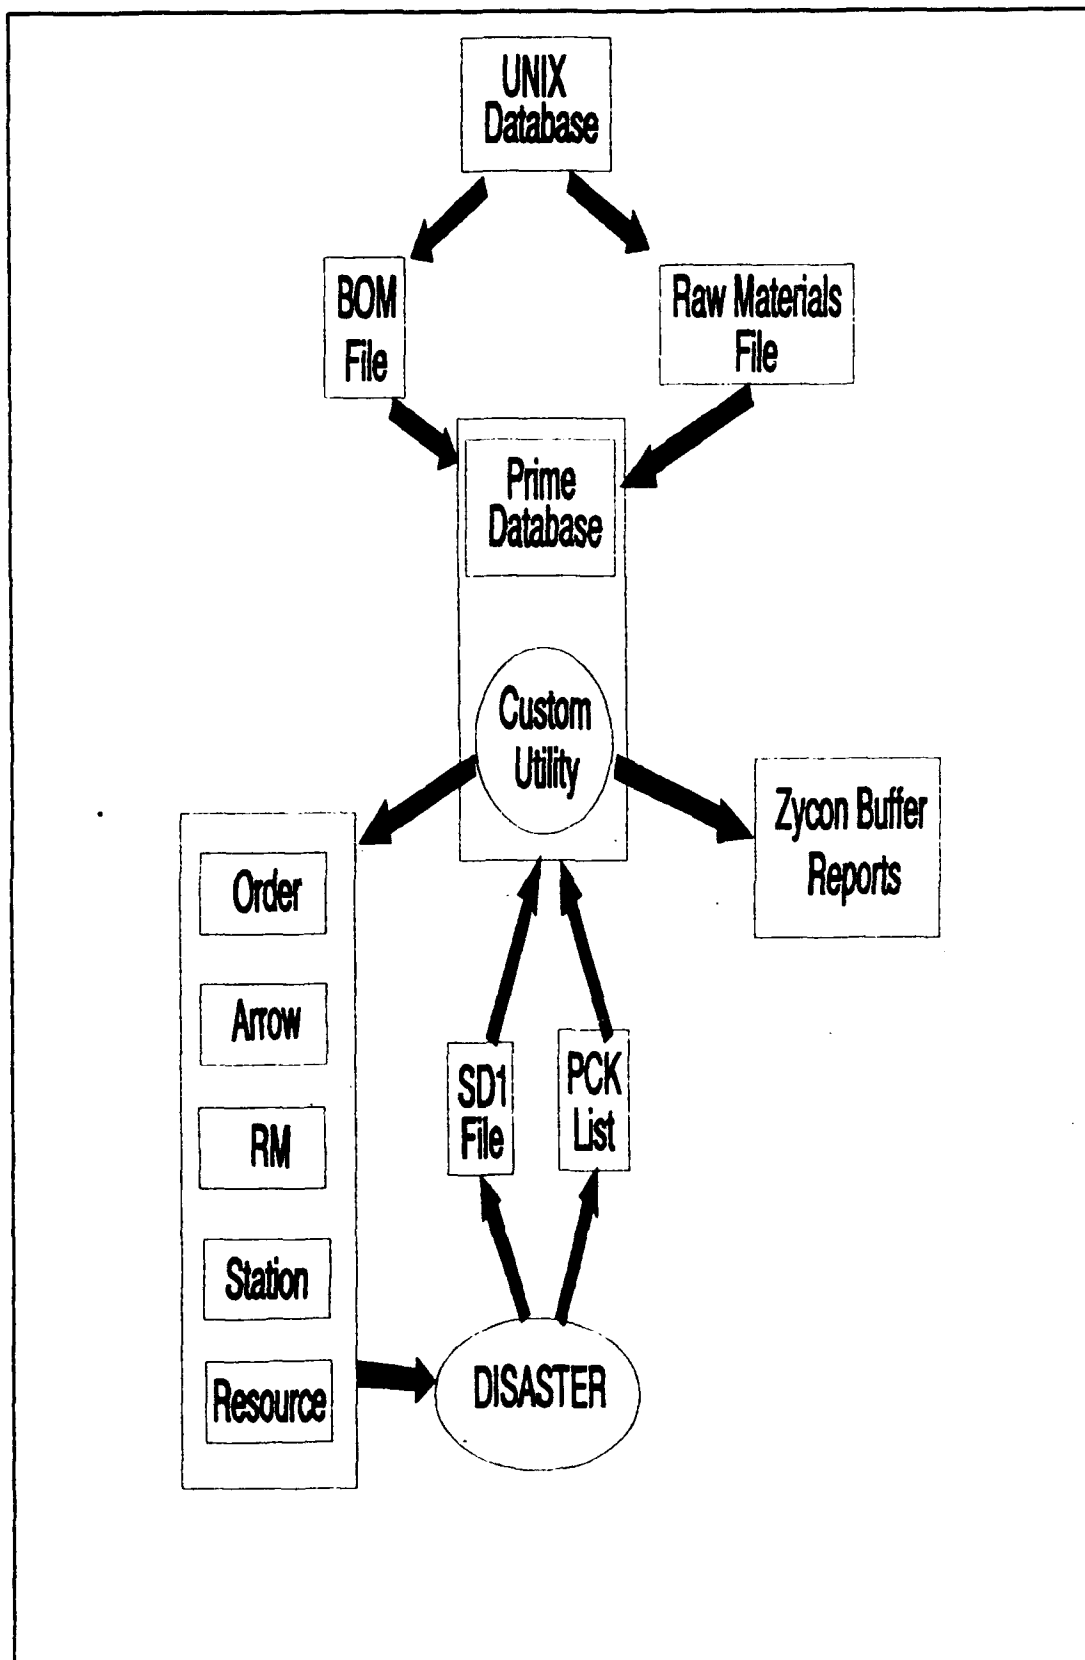 UNIX
Database
BOM
File
Raw Materials
File
Prime
Database
Custom
Utility
Zycon Buffer
Reports
Order
Arrow
RM
Station
Resource
SD1
File
PCK
List
DISASTER